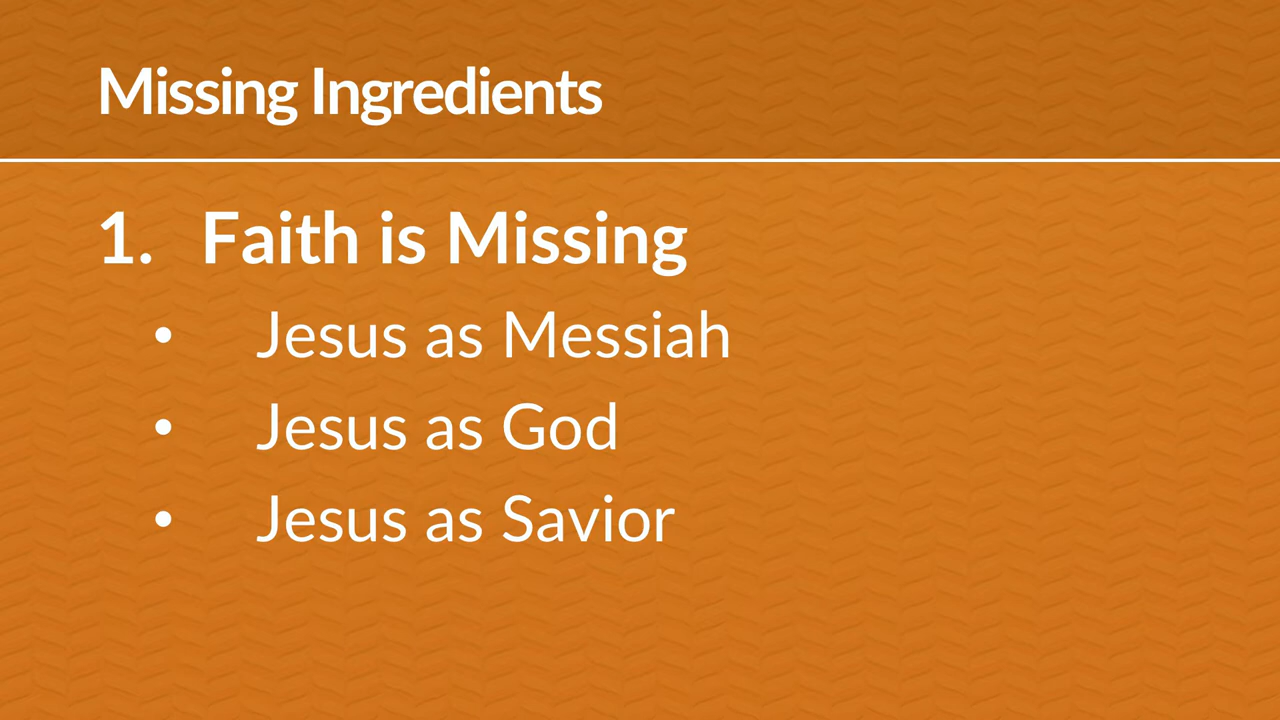 Missing Ingredients
1. Faith is Missing
• Jesus as Messiah
• Jesus as God
• Jesus as Savior